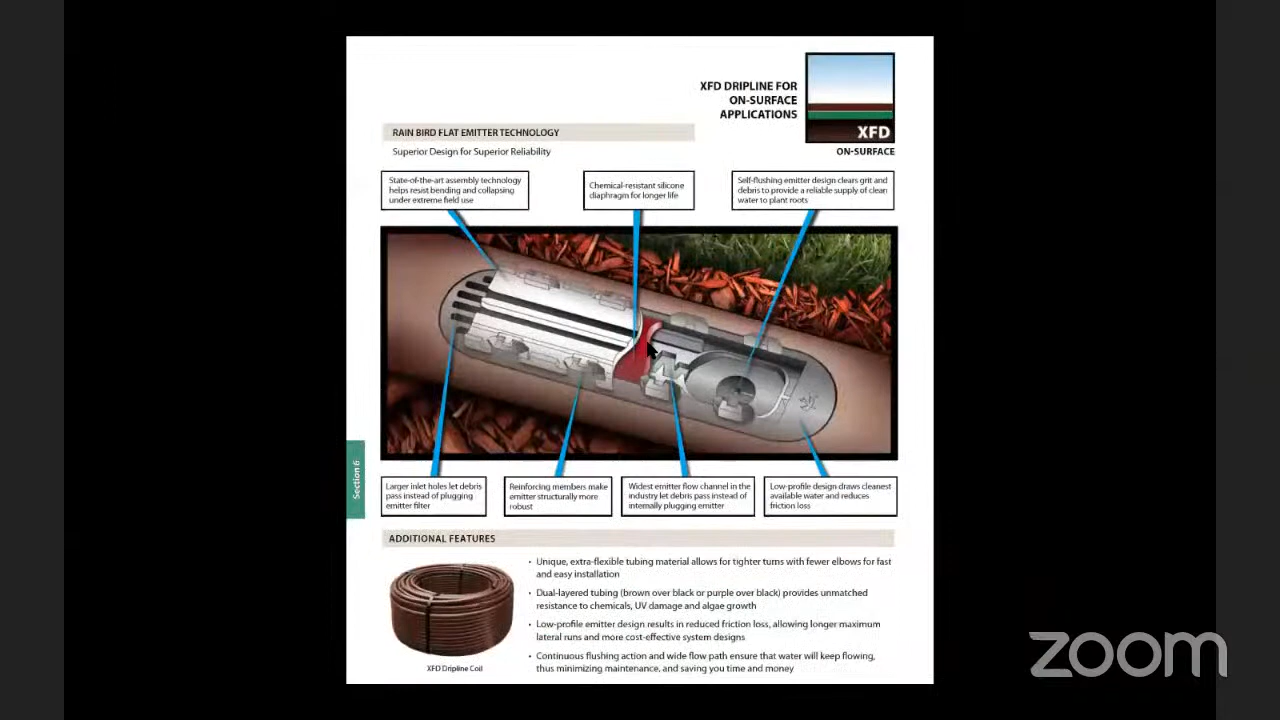 XFD DRIPLINE FOR
ON-SURFACE
APPLICATIONS
XFD
ON-SURFACE
RAIN BIRD FLAT EMITTER TECHNOLOGY
Superior Design for Superior Reliability
State-of-the-art assembly technology
helps resist bending and collapsing
under extreme field use
Chemical-resistant silicone
diaphragm for longer life
Self-flushing emitter design clears grit and
debris to provide a reliable supply of clean
water to plant roots
Larger inlet holes let debris
pass instead of plugging
emitter filter
Reinforcing members make
emitter structurally more
robust
Widest emitter flow channel in the
industry let debris pass instead of
internally plugging emitter
Low-profile design draws cleanest
available water and reduces
friction loss
Section 6
ADDITIONAL FEATURES
• Unique, extra-flexible tubing material allows for tighter turns with fewer elbows for fast
and easy installation
• Dual-layered tubing (brown over black or purple over black) provides unmatched
resistance to chemicals, UV damage and algae growth
• Low-profile emitter design results in reduced friction loss, allowing longer maximum
lateral runs and more cost-effective system designs
• Continuous flushing action and wide flow path ensure that water will keep flowing,
thus minimizing maintenance, and saving you time and money
XFD Dripline Coil
zoom